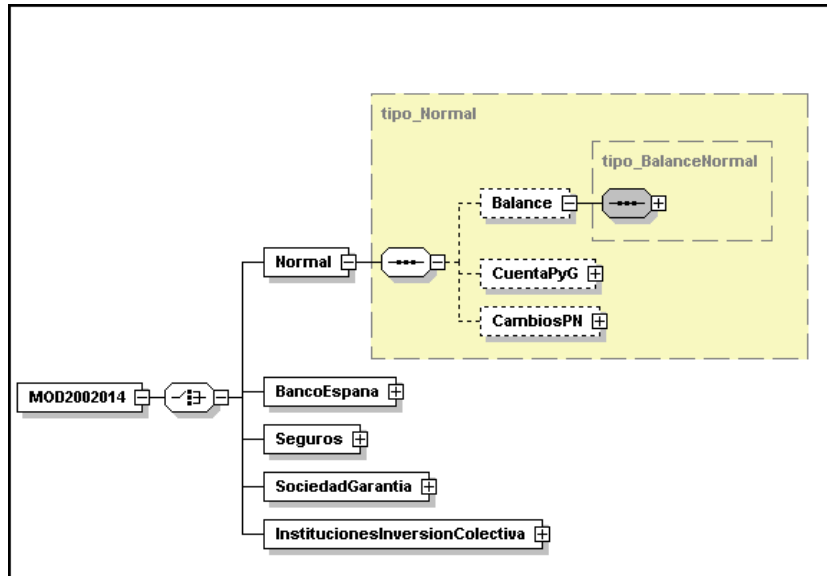 tipo_Normal
tipo_BalanceNormal
Balance
Normal
CuentaPyG
CambiosPN
MOD2002014
BancoEspana
Seguros
SociedadGarantia
InstitucionesInversionColectiva